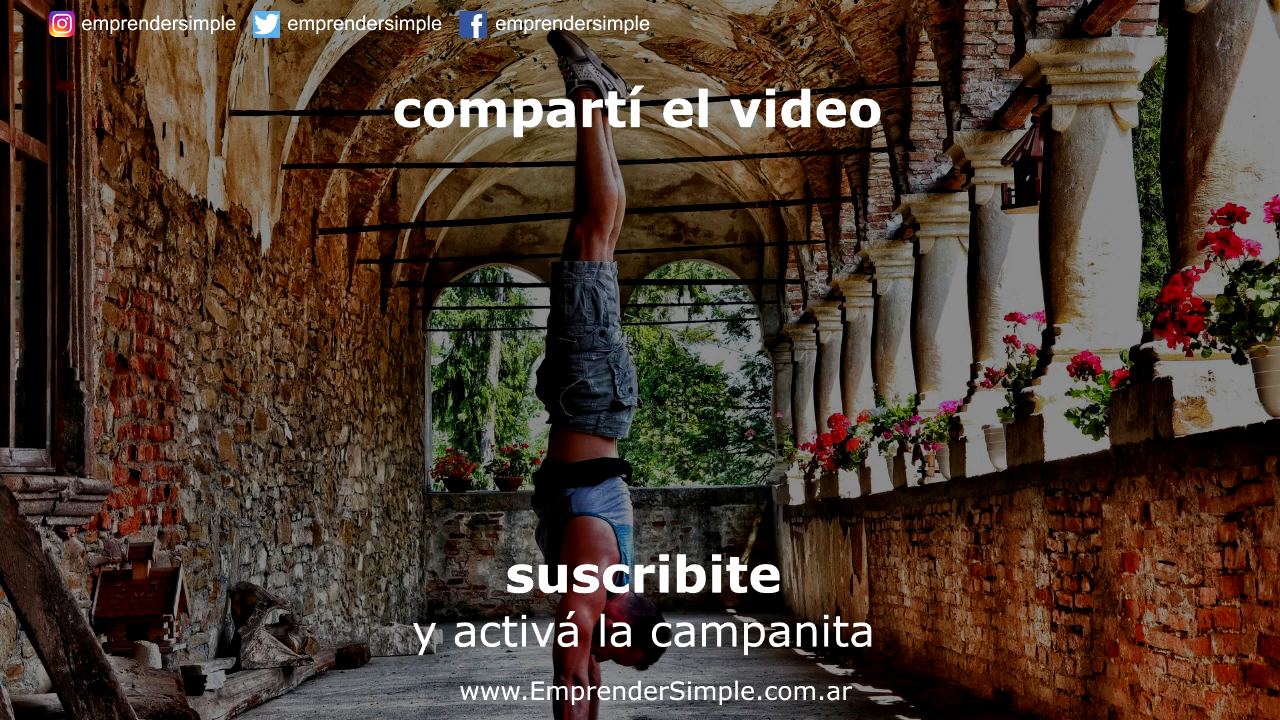 emprendersimple emprendersimple emprendersimple
compartí el video
suscribite
y activá la campanita
www.EmprenderSimple.com.ar